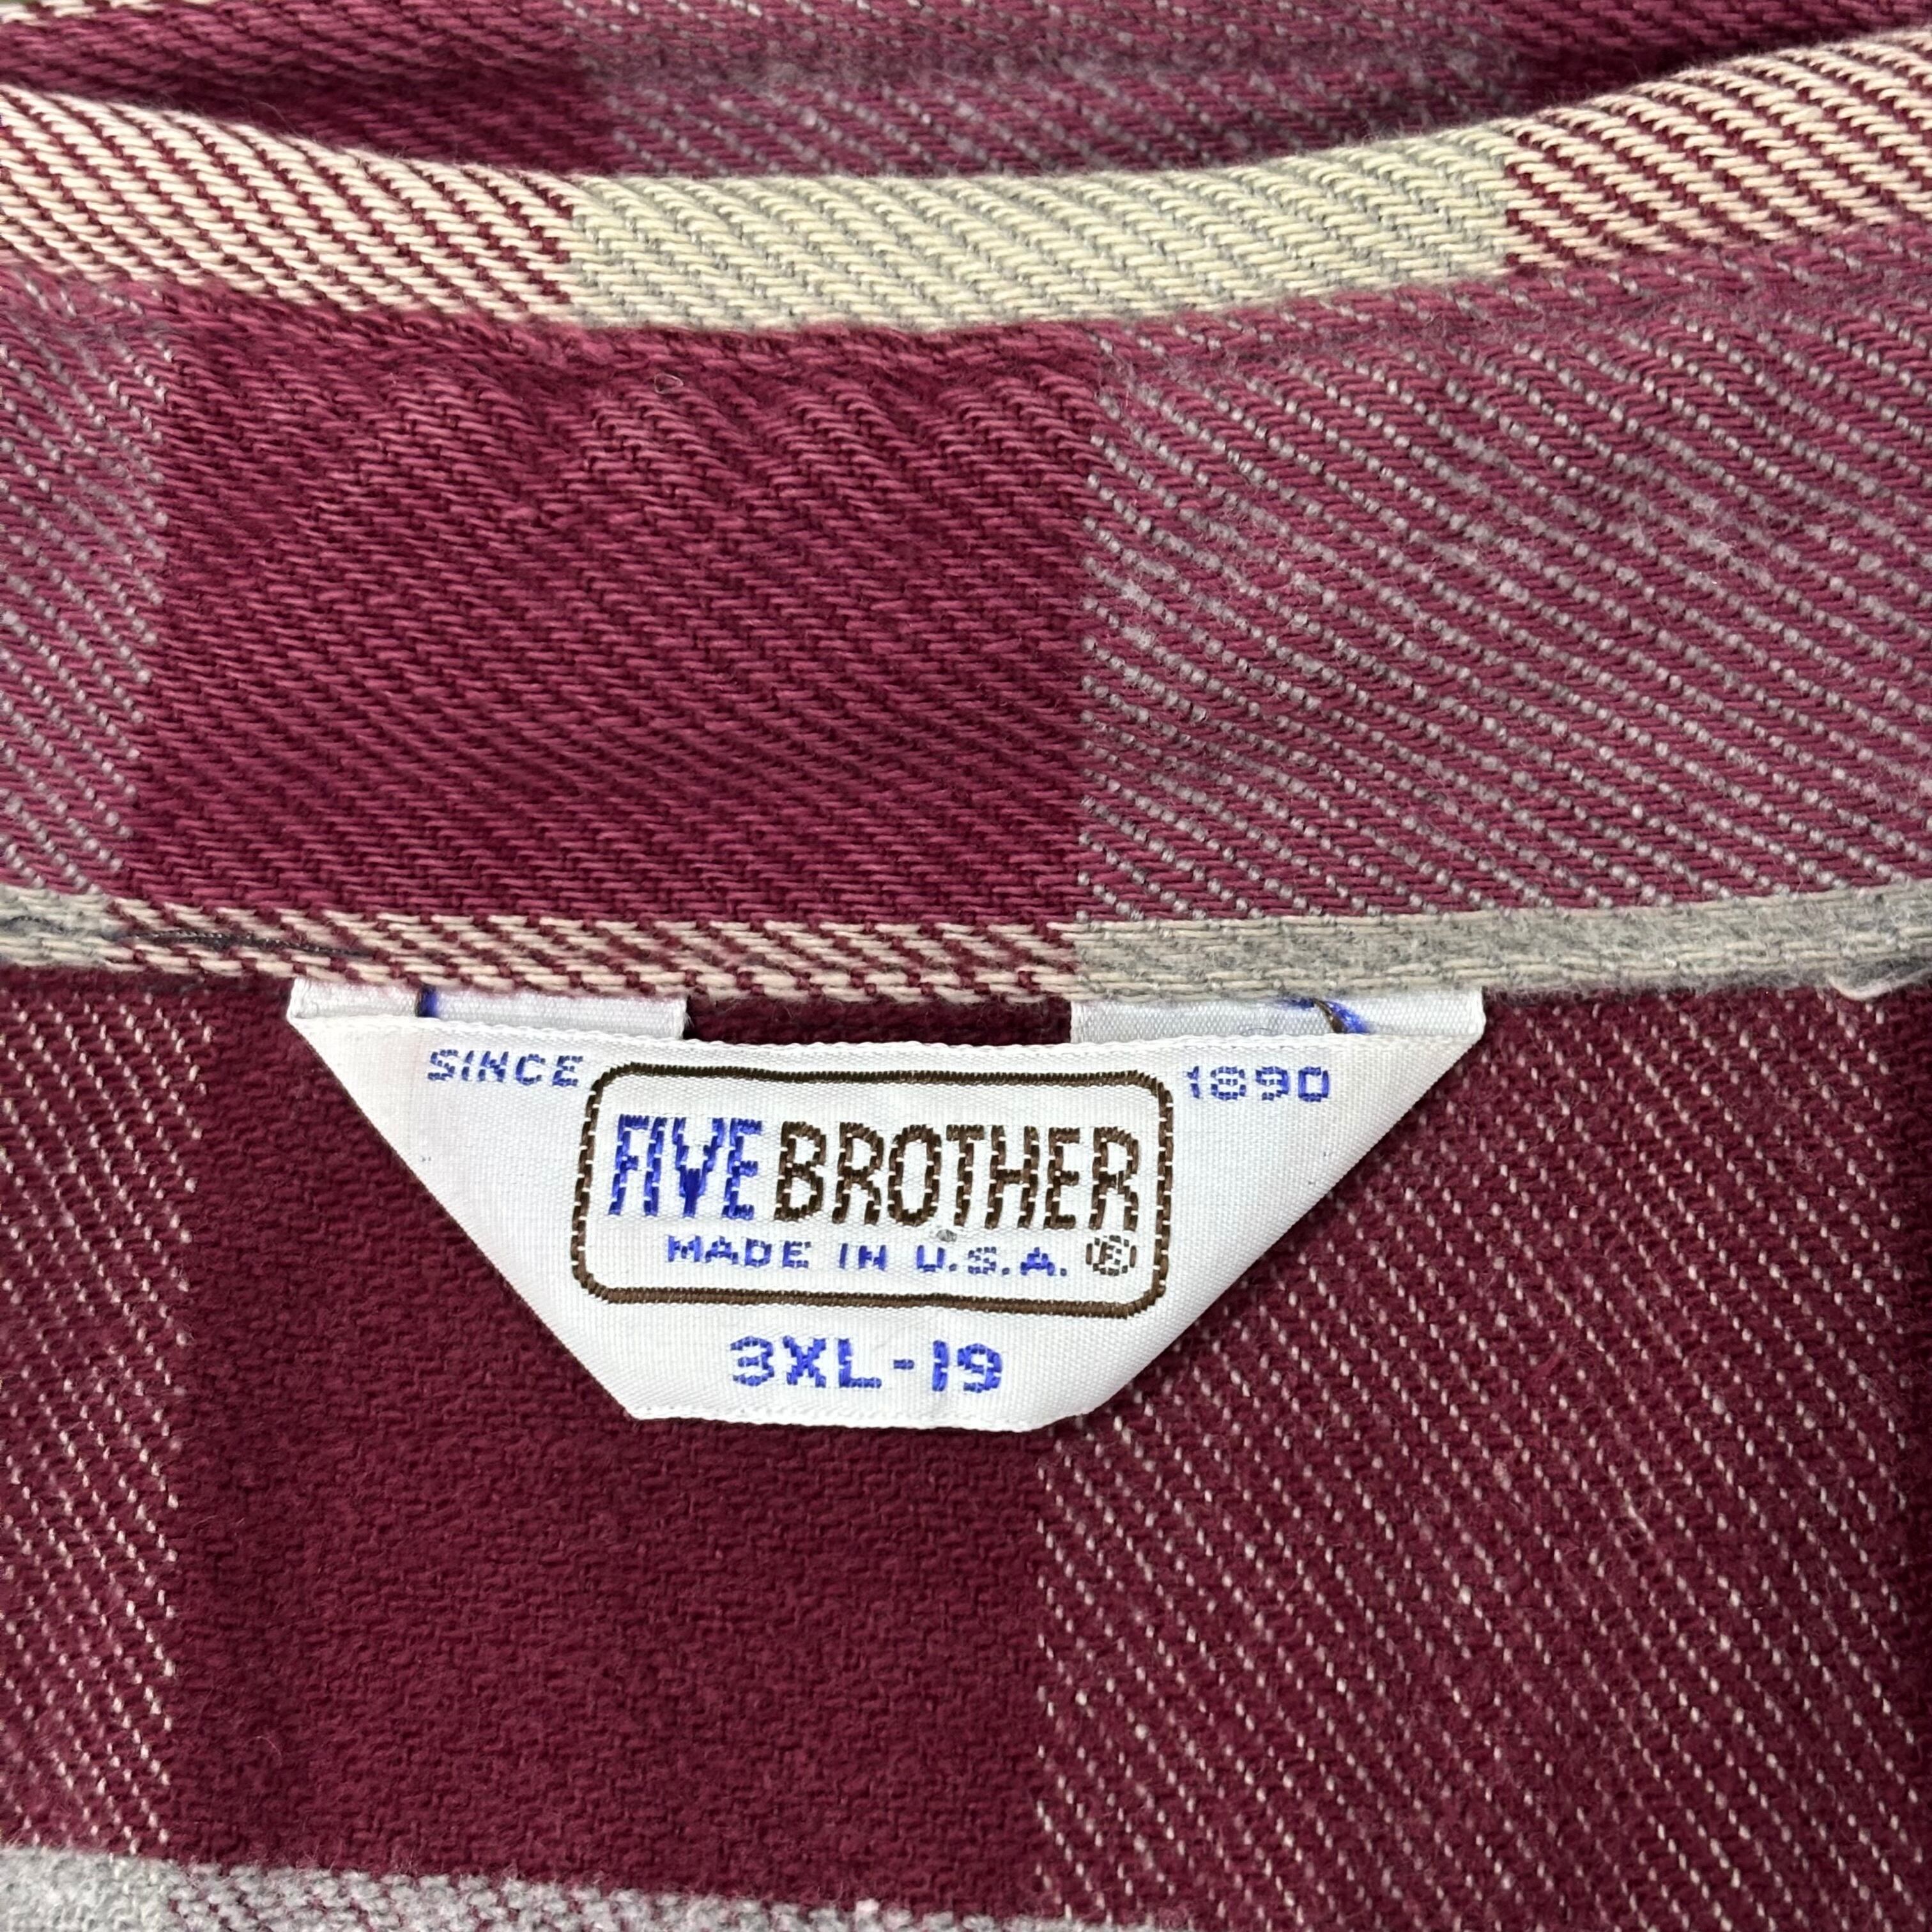 SINCE 1890
FIVE BROTHER
MADE IN U.S.A. ®
3XL-19